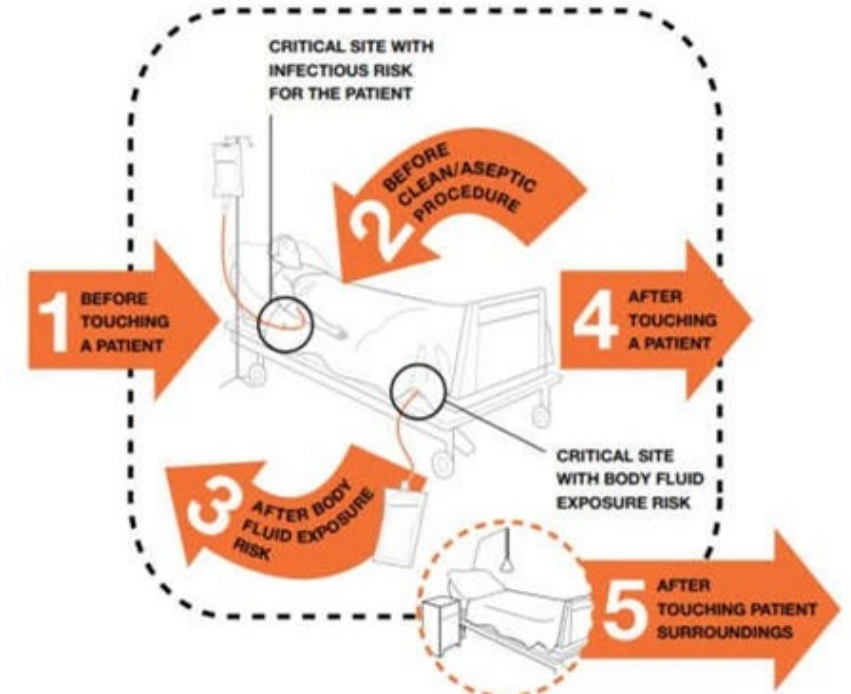 CRITICAL SITE WITH
INFECTIOUS RISK
FOR THE PATIENT
2
BEFORE
CLEAN/ASEPTIC
PROCEDURE
1
BEFORE
TOUCHING
A PATIENT
4
AFTER
TOUCHING
A PATIENT
3
AFTER BODY
FLUID EXPOSURE
RISK
CRITICAL SITE
WITH BODY FLUID
EXPOSURE RISK
5
AFTER
TOUCHING PATIENT
SURROUNDINGS